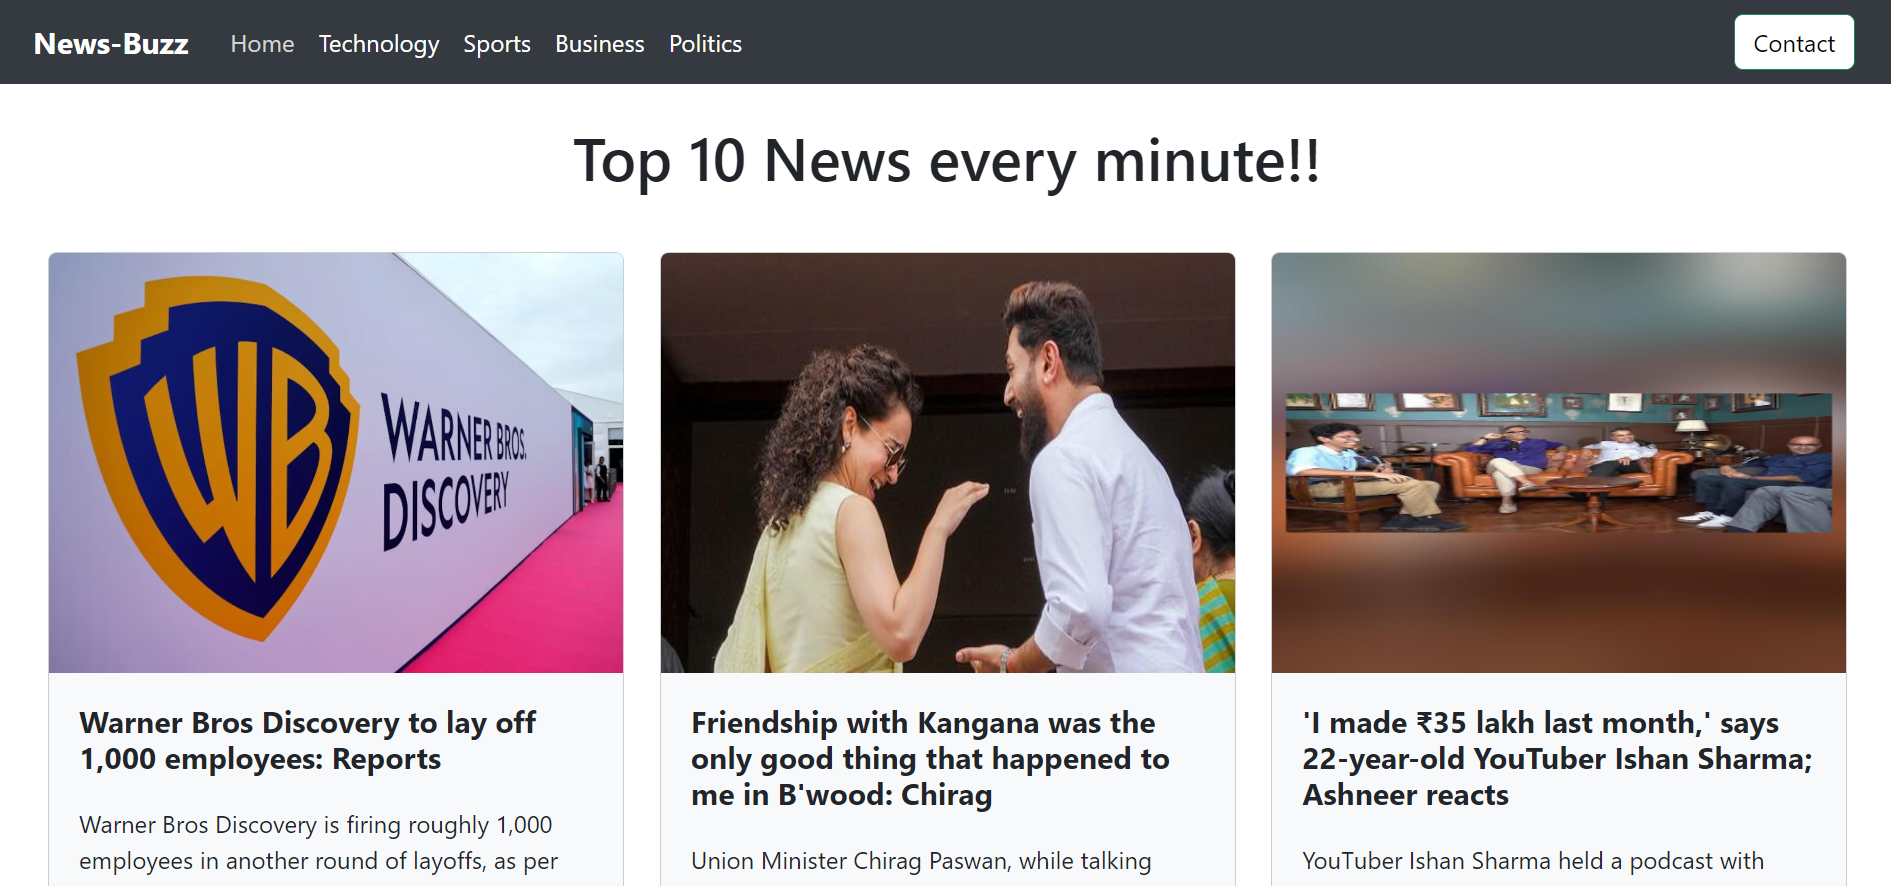 News-Buzz Home Technology Sports Business Politics Contact
Top 10 News every minute!!
WB
WARNER BROS.
DISCOVERY
Warner Bros Discovery to lay off
1,000 employees: Reports
Warner Bros Discovery is firing roughly 1,000
employees in another round of layoffs, as per
Friendship with Kangana was the
only good thing that happened to
me in B'wood: Chirag
Union Minister Chirag Paswan, while talking
'I made ₹35 lakh last month,' says
22-year-old YouTuber Ishan Sharma;
Ashneer reacts
YouTuber Ishan Sharma held a podcast with